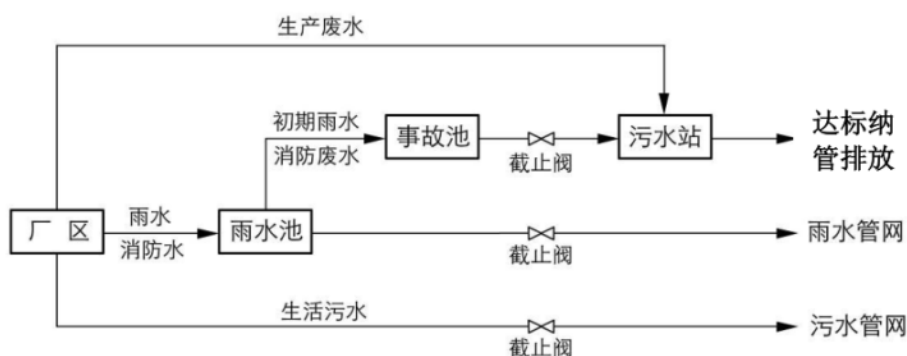 生产废水
初期雨水
消防废水
事故池
截止阀
污水站
达标纳
管排放
厂 区
雨水
消防水
雨水池
截止阀
雨水管网
生活污水
截止阀
污水管网